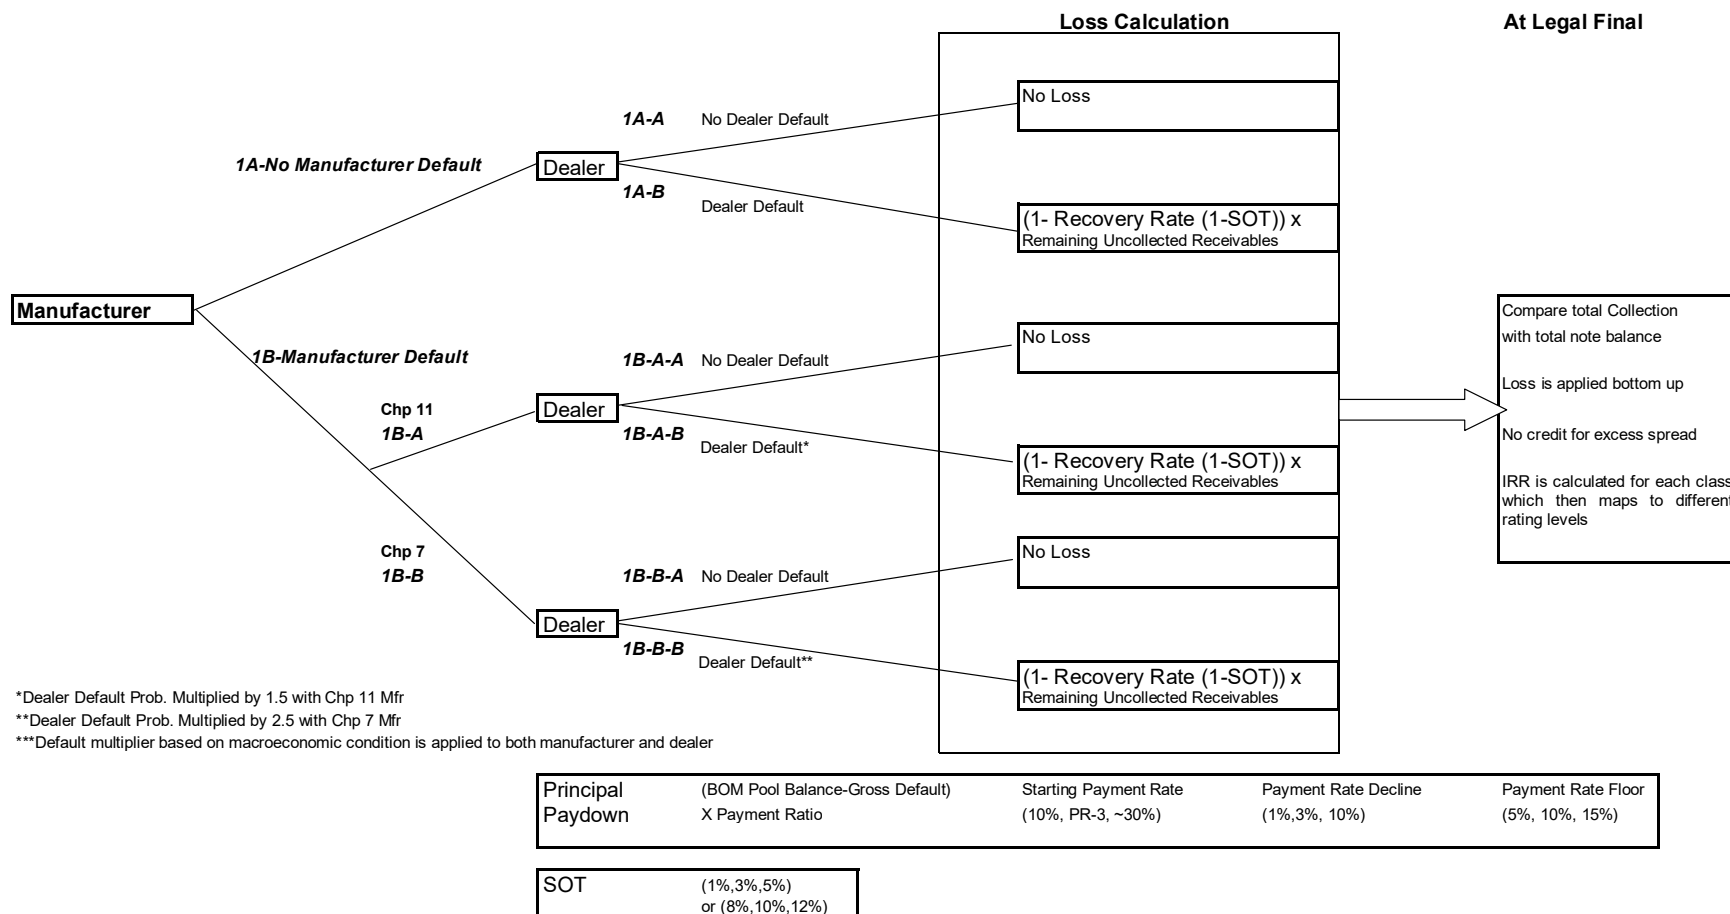 Loss Calculation
At Legal Final
No Loss
1A-A No Dealer Default
1A-No Manufacturer Default
Dealer
1A-B
Dealer Default
(1- Recovery Rate (1-SOT)) x
Remaining Uncollected Receivables
Manufacturer
1B-Manufacturer Default
No Loss
1B-A-A No Dealer Default
Chp 11
1B-A
Dealer
1B-A-B
Dealer Default*
(1- Recovery Rate (1-SOT)) x
Remaining Uncollected Receivables
Compare total Collection
with total note balance
Loss is applied bottom up
No credit for excess spread
IRR is calculated for each class
which then maps to different
rating levels
Chp 7
1B-B
No Loss
1B-B-A No Dealer Default
Dealer
1B-B-B
Dealer Default**
(1- Recovery Rate (1-SOT)) x
Remaining Uncollected Receivables
*Dealer Default Prob. Multiplied by 1.5 with Chp 11 Mfr
**Dealer Default Prob. Multiplied by 2.5 with Chp 7 Mfr
***Default multiplier based on macroeconomic condition is applied to both manufacturer and dealer
Principal (BOM Pool Balance-Gross Default) Starting Payment Rate Payment Rate Decline Payment Rate Floor
Paydown X Payment Ratio (10%, PR-3, ~30%) (1%,3%, 10%) (5%, 10%, 15%)
SOT (1%,3%,5%)
or (8%,10%,12%)